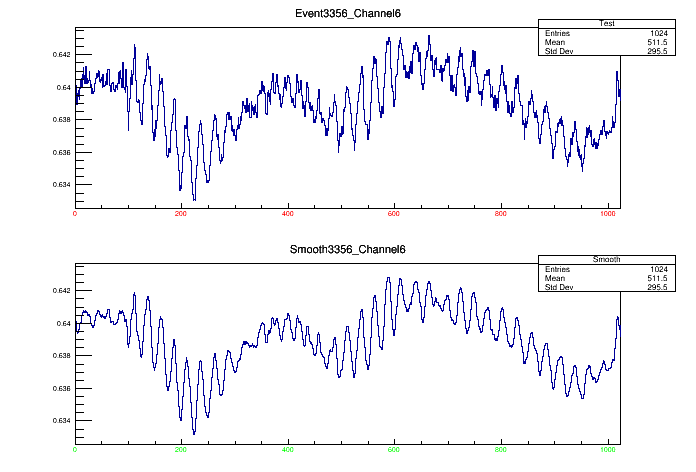 Event3356_Channel6
Test
Entries 1024
Mean 511.5
Std Dev 295.5
0.642
0.64
0.638
0.636
0.634
0 200 400 600 800 1000
Smooth3356_Channel6
Smooth
Entries 1024
Mean 511.5
Std Dev 295.5
0.642
0.64
0.638
0.636
0.634
0 200 400 600 800 1000